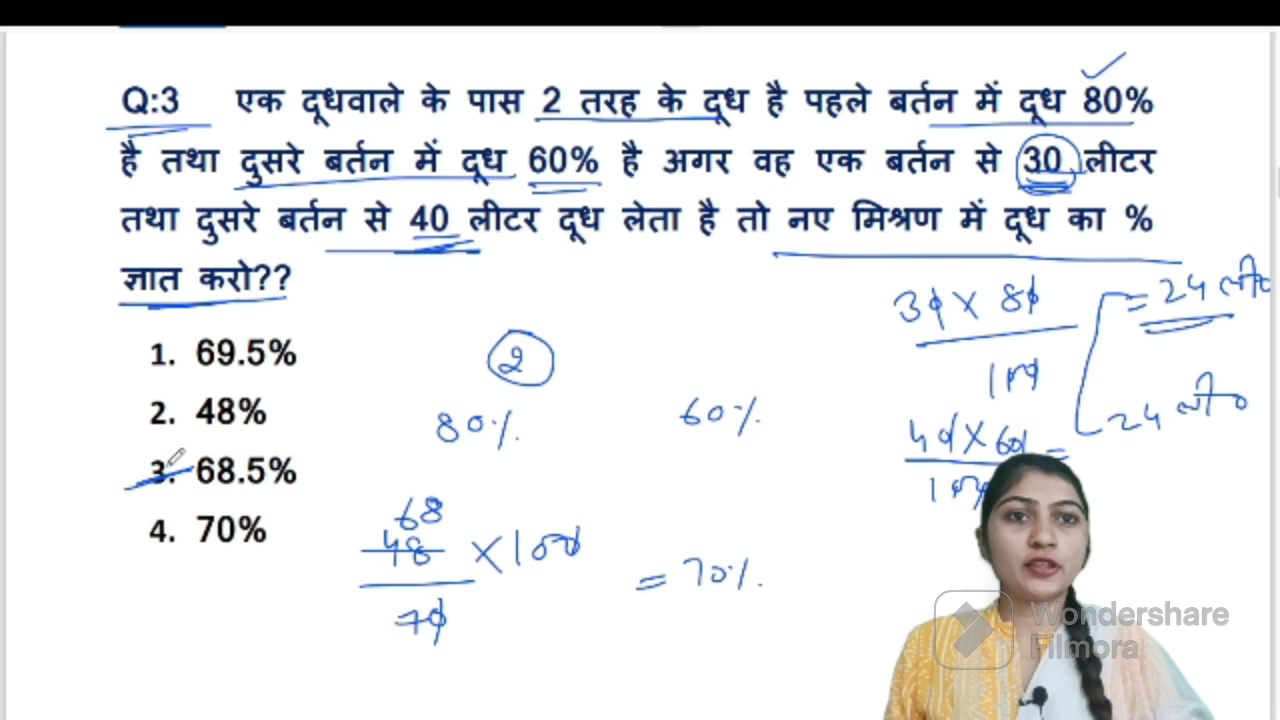 Q:3 एक दूधवाले के पास 2 तरह के दूध है पहले बर्तन में दूध 80%
है तथा दुसरे बर्तन में दूध 60% है अगर वह एक बर्तन से 30 लीटर
तथा दुसरे बर्तन से 40 लीटर दूध लेता है तो नए मिश्रण में दूध का %
ज्ञात करो??
30 X 80
100
= 24 ली०
1. 69.5%
2
2. 48%
80%
60%
40 X 60
100
=
24 ली०
3. 68.5%
4. 70%
68
48
70
X 100
= 70%
Wondershare
Filmora